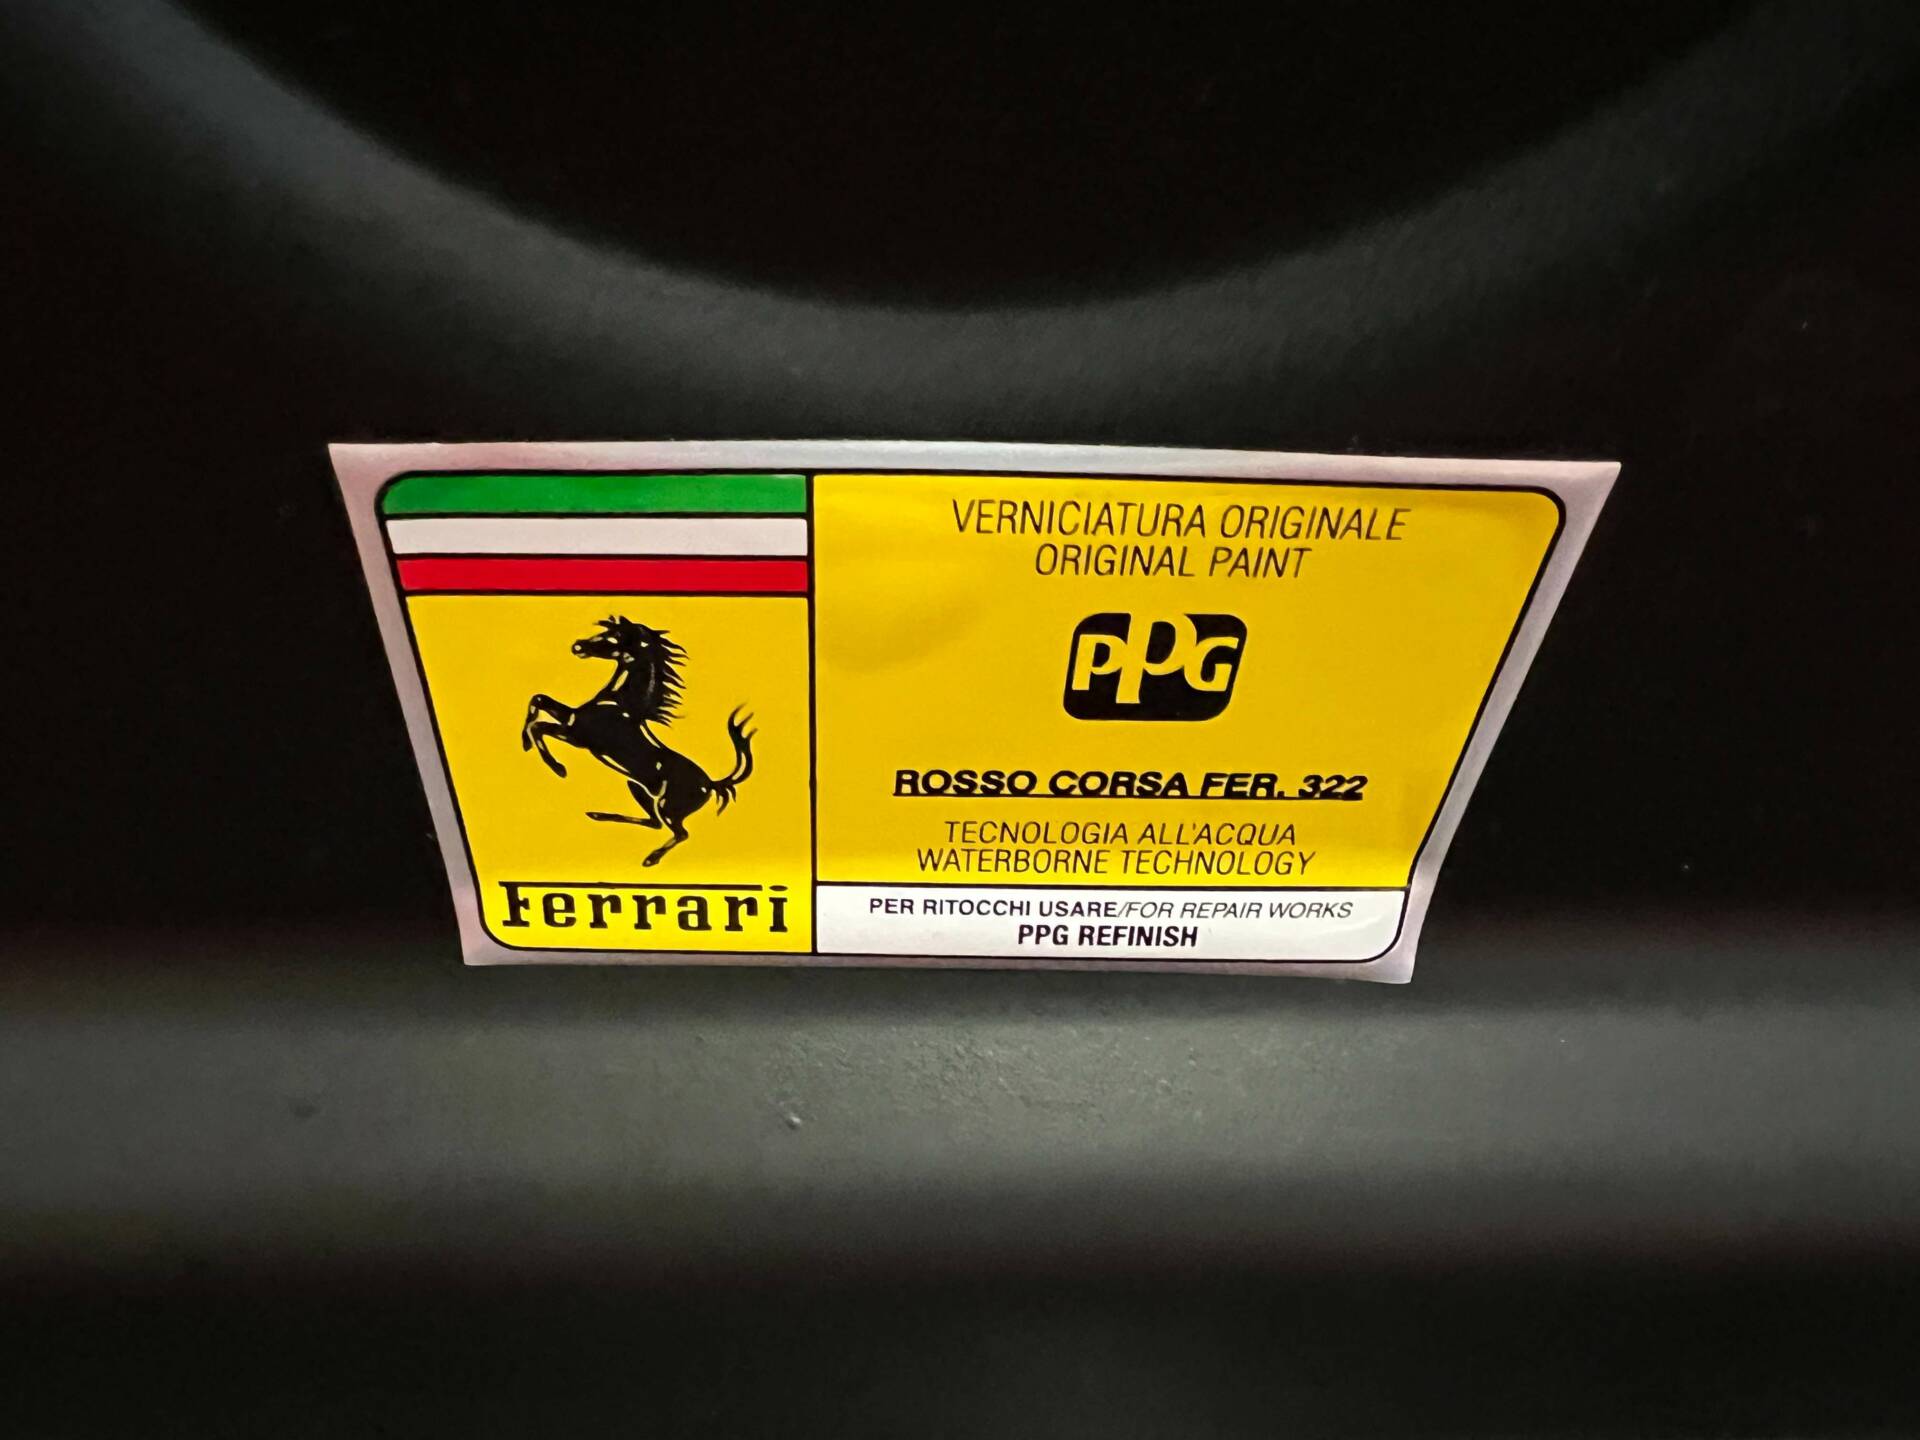 VERNICIATURA ORIGINALE
ORIGINAL PAINT
PPG
ROSSO CORSA FER. 322
TECNOLOGIA ALL'ACQUA
WATERBORNE TECHNOLOGY
Ferrari
PER RITOCCHI USARE/FOR REPAIR WORKS
PPG REFINISH